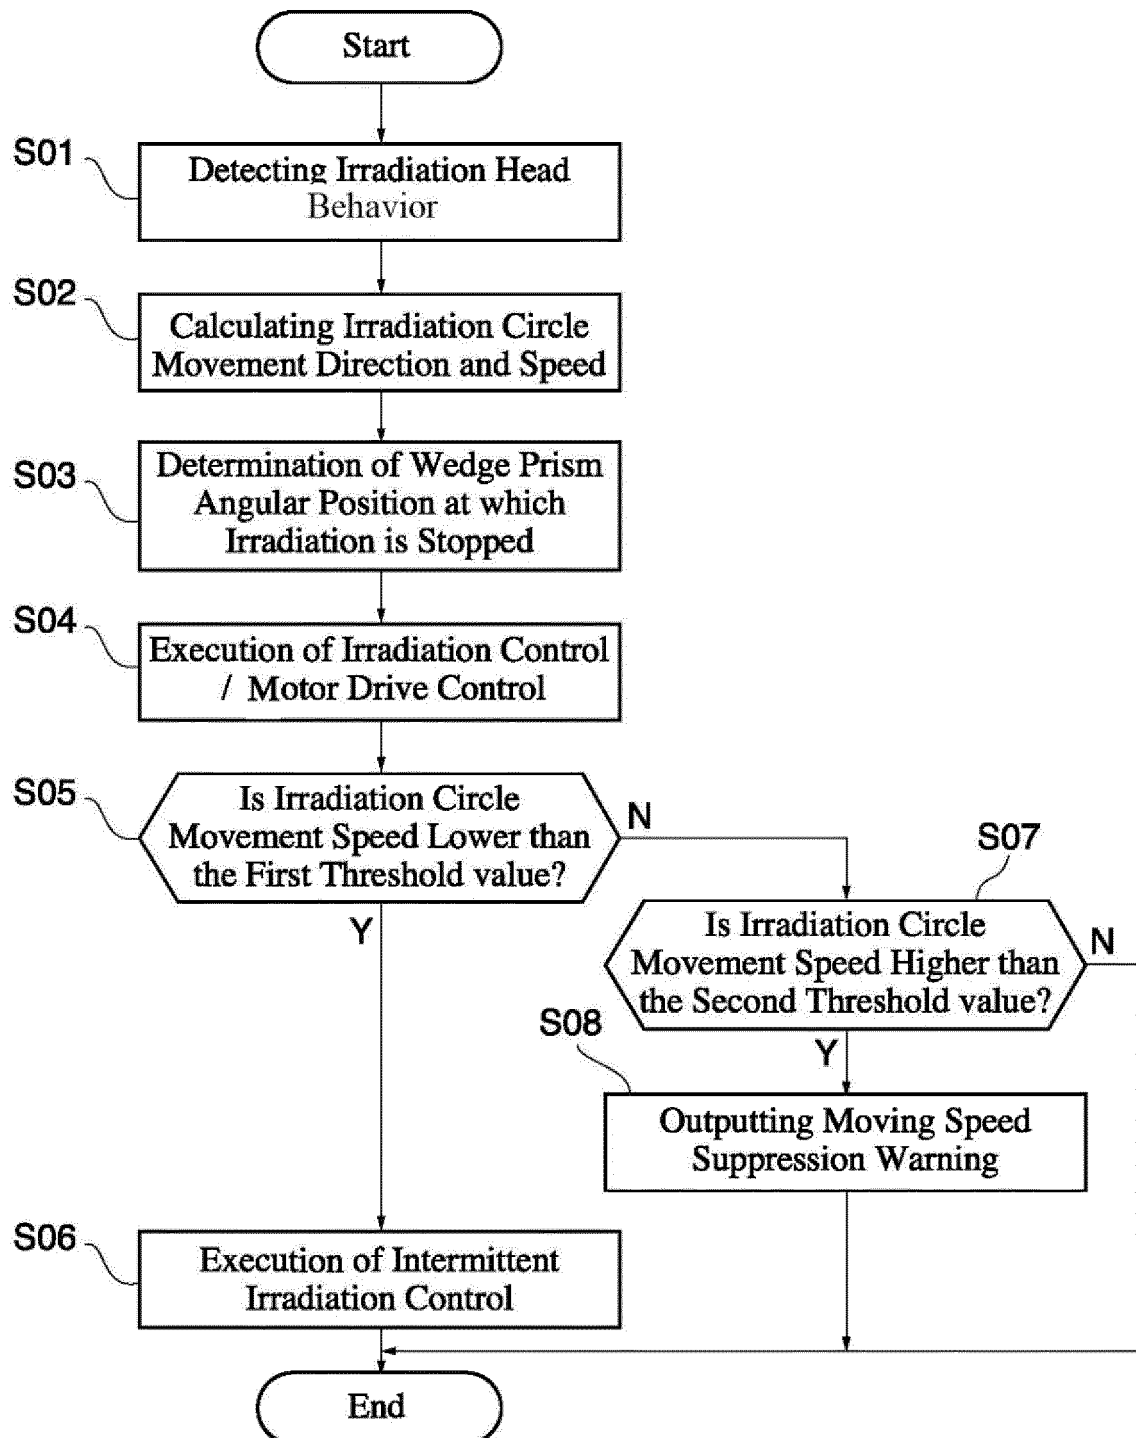 Start
S01
Detecting Irradiation Head
Behavior
S02
Calculating Irradiation Circle
Movement Direction and Speed
S03
Determination of Wedge Prism
Angular Position at which
Irradiation is Stopped
S04
Execution of Irradiation Control
/ Motor Drive Control
S05
Is Irradiation Circle
Movement Speed Lower than
the First Threshold value?
N
Y
S07
Is Irradiation Circle
Movement Speed Higher than
the Second Threshold value?
N
Y
S08
Outputting Moving Speed
Suppression Warning
S06
Execution of Intermittent
Irradiation Control
End